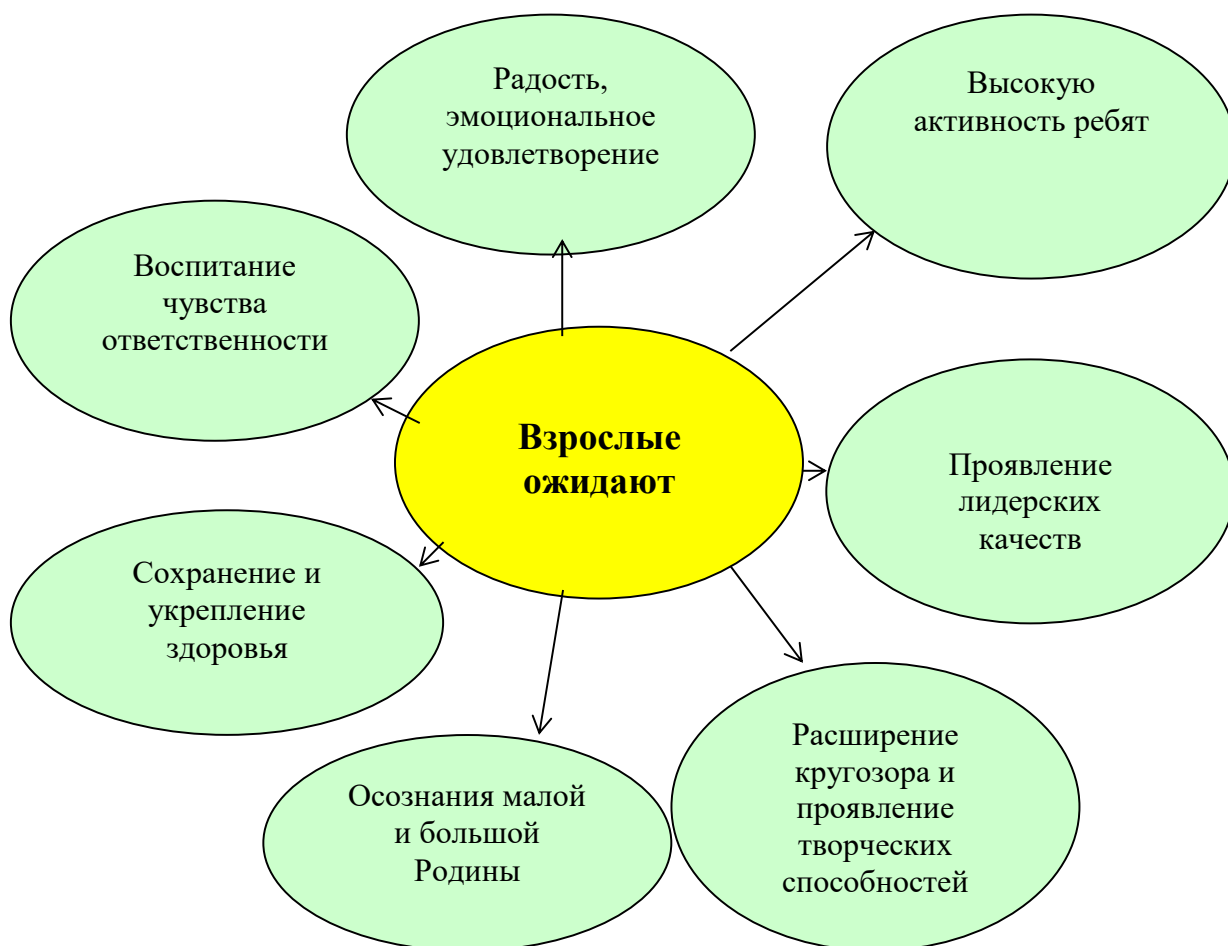 Радость,
эмоциональное
удовлетворение
Высокую
активность ребят
Воспитание
чувства
ответственности
Взрослые
ожидают
Проявление
лидерских
качеств
Сохранение и
укрепление
здоровья
Осознания малой
и большой
Родины
Расширение
кругозора и
проявление
творческих
способностей